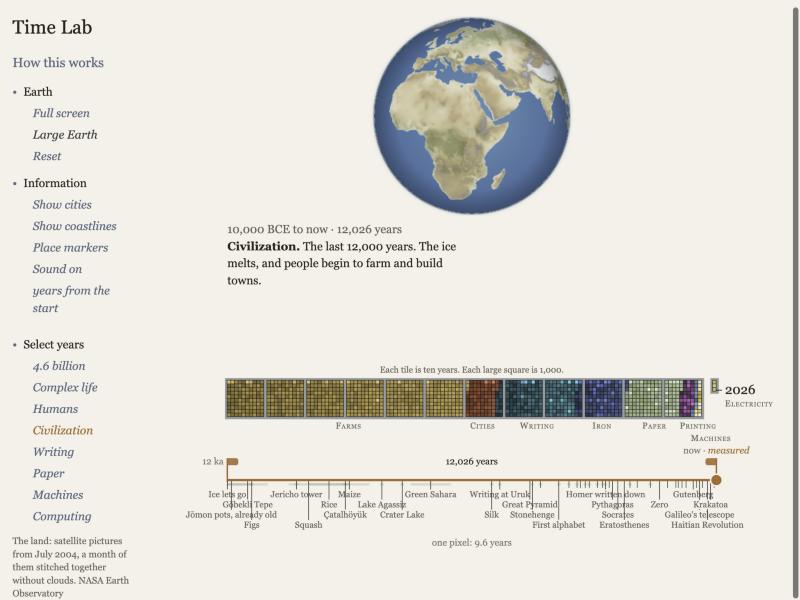 Time Lab
How this works
Earth
Full screen
Large Earth
Reset
Information
Show cities
Show coastlines
Place markers
Sound on
years from the
start
Select years
4.6 billion
Complex life
Humans
Civilization
Writing
Paper
Machines
Computing
The land: satellite pictures
from July 2004, a month of
them stitched together
without clouds. NASA Earth
Observatory
10,000 BCE to now · 12,026 years
Civilization. The last 12,000 years. The ice
melts, and people begin to farm and build
towns.
Each tile is ten years. Each large square is 1,000.
2026
Electricity
Farms Cities Writing Iron Paper Printing
Machines
now · measured
12 ka 12,026 years
Ice lets go Jericho tower Maize Green Sahara Writing at Uruk Homer written down Gutenberg
Göbekli Tepe Rice Lake Agassiz Great Pyramid Pythagoras Zero Krakatoa
Jōmon pots, already old Çatalhöyük Crater Lake Silk Stonehenge Socrates Galileo's telescope
Figs Squash First alphabet Eratosthenes Haitian Revolution
one pixel: 9.6 years